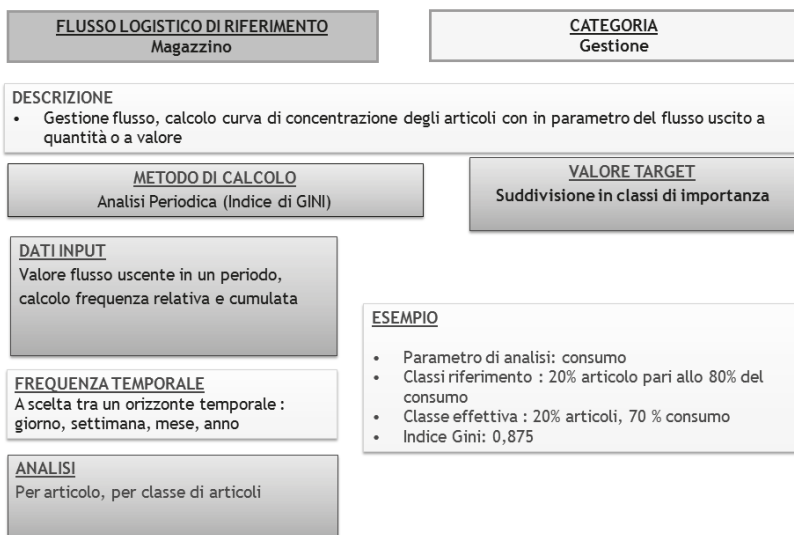 FLUSSO LOGISTICO DI RIFERIMENTO
Magazzino
CATEGORIA
Gestione
DESCRIZIONE
• Gestione flusso, calcolo curva di concentrazione degli articoli con in parametro del flusso uscito a
quantità o a valore
METODO DI CALCOLO
Analisi Periodica (Indice di GINI)
VALORE TARGET
Suddivisione in classi di importanza
DATI INPUT
Valore flusso uscente in un periodo,
calcolo frequenza relativa e cumulata
FREQUENZA TEMPORALE
A scelta tra un orizzonte temporale :
giorno, settimana, mese, anno
ANALISI
Per articolo, per classe di articoli
ESEMPIO
• Parametro di analisi: consumo
• Classi riferimento : 20% articolo pari allo 80% del
consumo
• Classe effettiva : 20% articoli, 70 % consumo
• Indice Gini: 0,875